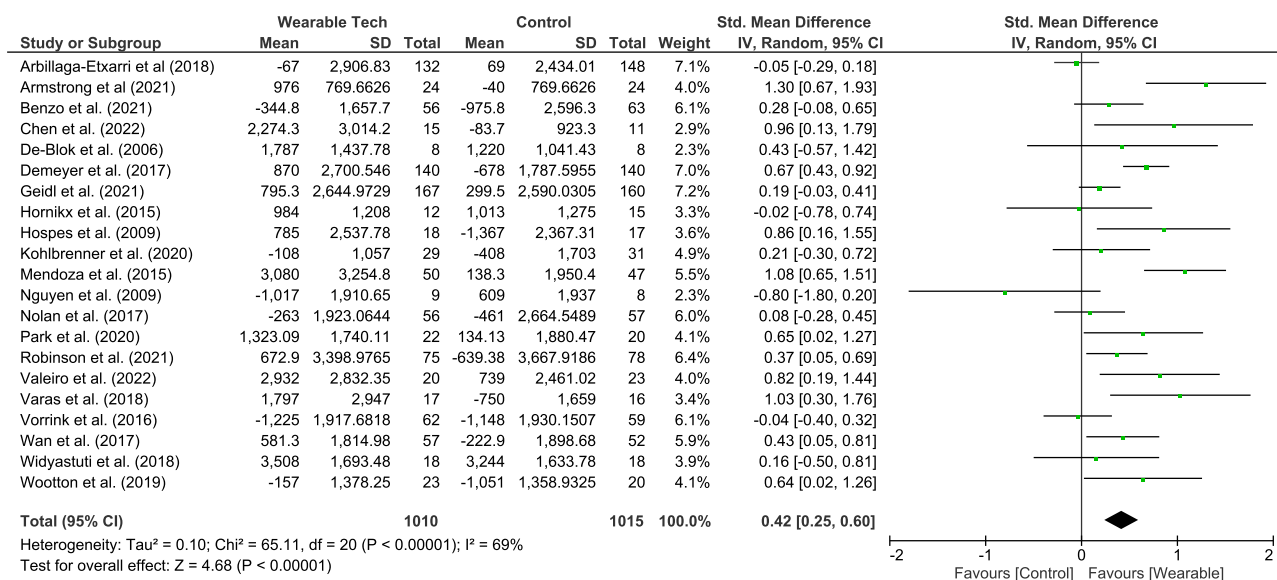 Wearable Tech Control Std. Mean Difference Std. Mean Difference
Study or Subgroup Mean SD Total Mean SD Total Weight IV, Random, 95% CI IV, Random, 95% CI
Arbillaga-Etxarri et al (2018) -67 2,906.83 132 69 2,434.01 148 7.1% -0.05 [-0.29, 0.18]
Armstrong et al (2021) 976 769.6626 24 -40 769.6626 24 4.0% 1.30 [0.67, 1.93]
Benzo et al. (2021) -344.8 1,657.7 56 -975.8 2,596.3 63 6.1% 0.28 [-0.08, 0.65]
Chen et al. (2022) 2,274.3 3,014.2 15 -83.7 923.3 11 2.9% 0.96 [0.13, 1.79]
De-Blok et al. (2006) 1,787 1,437.78 8 1,220 1,041.43 8 2.3% 0.43 [-0.57, 1.42]
Demeyer et al. (2017) 870 2,700.546 140 -678 1,787.5955 140 7.0% 0.67 [0.43, 0.92]
Geidl et al. (2021) 795.3 2,644.9729 167 299.5 2,590.0305 160 7.2% 0.19 [-0.03, 0.41]
Hornikx et al. (2015) 984 1,208 12 1,013 1,275 15 3.3% -0.02 [-0.78, 0.74]
Hospes et al. (2009) 785 2,537.78 18 -1,367 2,367.31 17 3.6% 0.86 [0.16, 1.55]
Kohlbrenner et al. (2020) -108 1,057 29 -408 1,703 31 4.9% 0.21 [-0.30, 0.72]
Mendoza et al. (2015) 3,080 3,254.8 50 138.3 1,950.4 47 5.5% 1.08 [0.65, 1.51]
Nguyen et al. (2009) -1,017 1,910.65 9 609 1,937 8 2.3% -0.80 [-1.80, 0.20]
Nolan et al. (2017) -263 1,923.0644 56 -461 2,664.5489 57 6.0% 0.08 [-0.28, 0.45]
Park et al. (2020) 1,323.09 1,740.11 22 134.13 1,880.47 20 4.1% 0.65 [0.02, 1.27]
Robinson et al. (2021) 672.9 3,398.9765 75 -639.38 3,667.9186 78 6.4% 0.37 [0.05, 0.69]
Valeiro et al. (2022) 2,932 2,832.35 20 739 2,461.02 23 4.0% 0.82 [0.19, 1.44]
Varas et al. (2018) 1,797 2,947 17 -750 1,659 16 3.4% 1.03 [0.30, 1.76]
Vorrink et al. (2016) -1,225 1,917.6818 62 -1,148 1,930.1507 59 6.1% -0.04 [-0.40, 0.32]
Wan et al. (2017) 581.3 1,814.98 57 -222.9 1,898.68 52 5.9% 0.43 [0.05, 0.81]
Widyastuti et al. (2018) 3,508 1,693.48 18 3,244 1,633.78 18 3.9% 0.16 [-0.50, 0.81]
Wootton et al. (2019) -157 1,378.25 23 -1,051 1,358.9325 20 4.1% 0.64 [0.02, 1.26]
Total (95% CI) 1010 1015 100.0% 0.42 [0.25, 0.60]
Heterogeneity: Tau² = 0.10; Chi² = 65.11, df = 20 (P < 0.00001); I² = 69%
Test for overall effect: Z = 4.68 (P < 0.00001)
-2 -1 0 1 2
Favours [Control] Favours [Wearable]